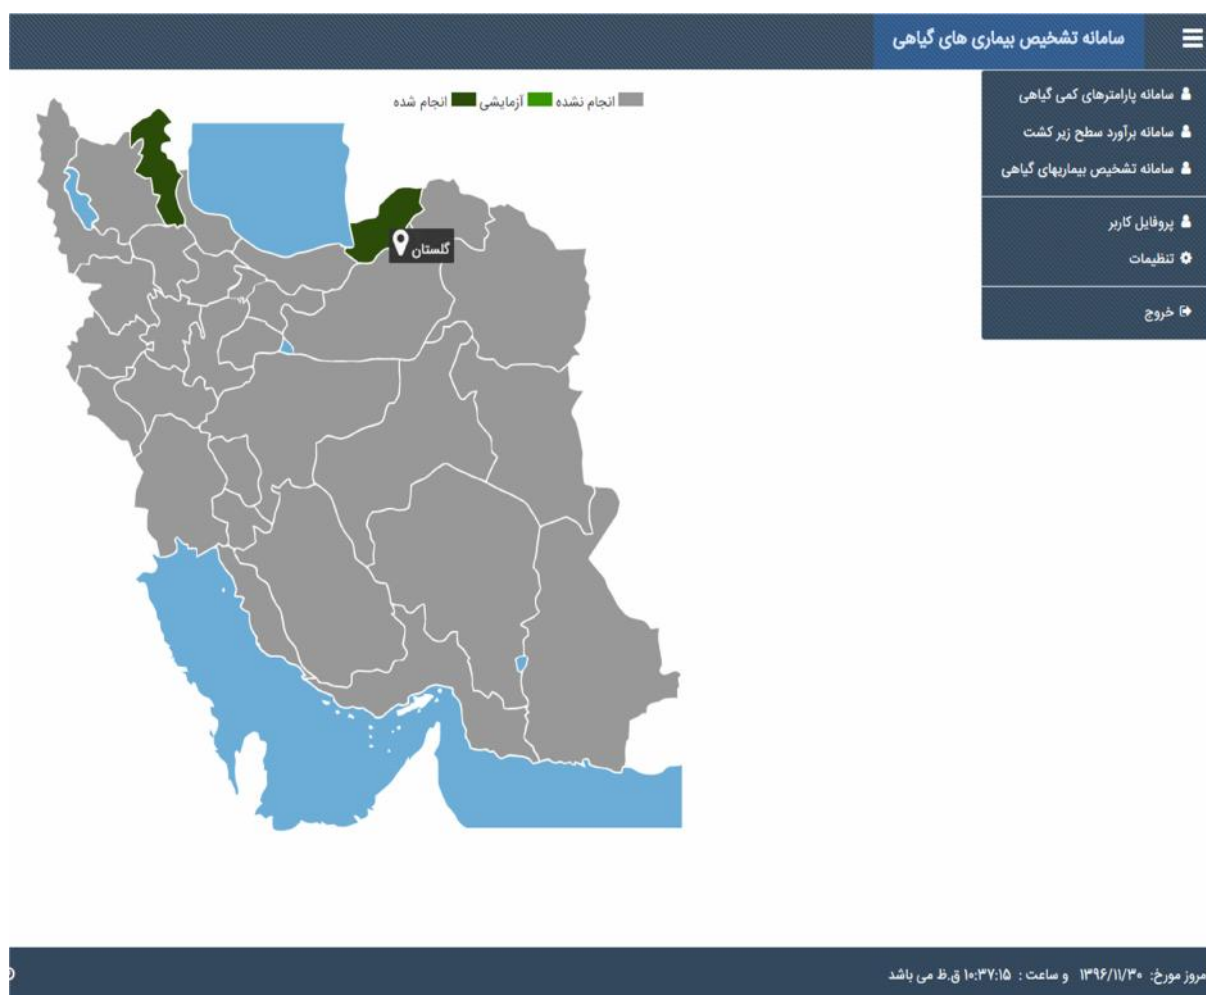 سامانه تشخیص بیماری های گیاهی
سامانه پارامترهای کمی گیاهی
سامانه برآورد سطح زیر کشت
سامانه تشخیص بیماریهای گیاهی
پروفایل کاربر
تنظیمات
خروج
انجام نشده آزمایشی انجام شده
گلستان
مروز مورخ: ۱۳۹۶/۱۱/۳۰ و ساعت : ۱۰:۳۷:۱۵ ق.ظ می باشد